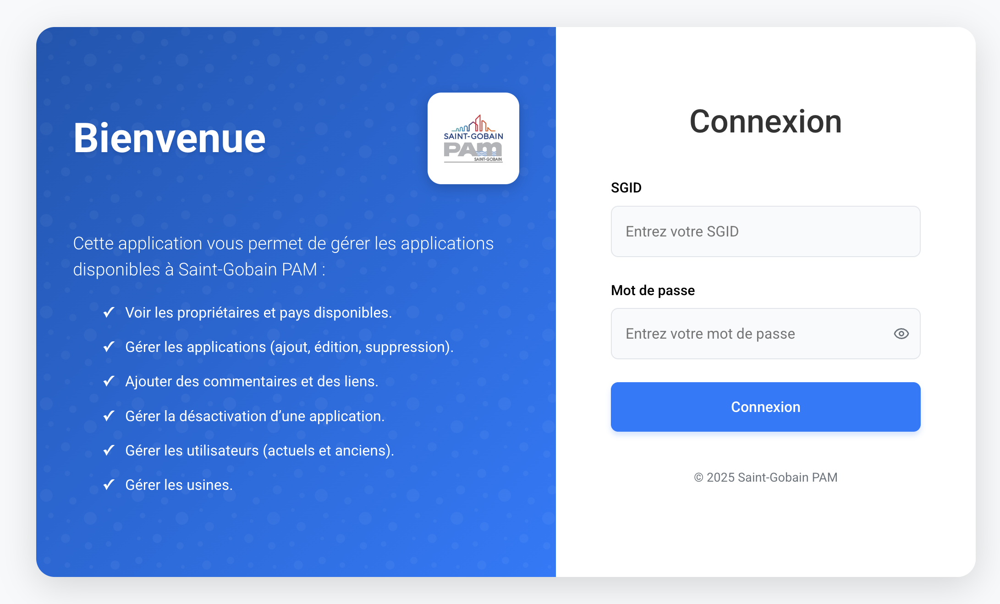 Bienvenue
SAINT-GOBAIN
PAM
SAINT-GOBAIN
Cette application vous permet de gérer les applications
disponibles à Saint-Gobain PAM :
✓ Voir les propriétaires et pays disponibles.
✓ Gérer les applications (ajout, édition, suppression).
✓ Ajouter des commentaires et des liens.
✓ Gérer la désactivation d’une application.
✓ Gérer les utilisateurs (actuels et anciens).
✓ Gérer les usines.
Connexion
SGID
Entrez votre SGID
Mot de passe
Entrez votre mot de passe
Connexion
© 2025 Saint-Gobain PAM